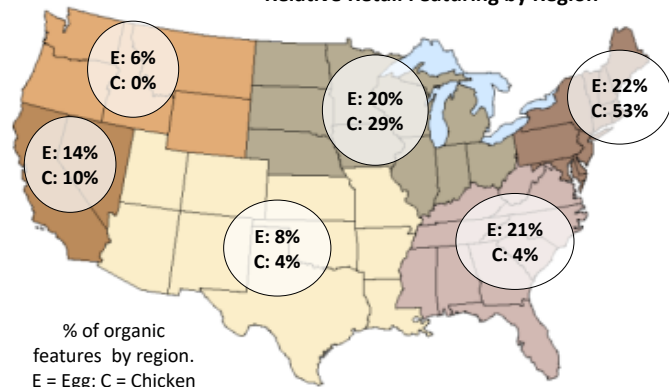 Relative Retail Featuring by Region
E: 6%
C: 0%
E: 20%
C: 29%
E: 22%
C: 53%
E: 14%
C: 10%
E: 8%
C: 4%
E: 21%
C: 4%
% of organic
features by region.
E = Egg; C = Chicken